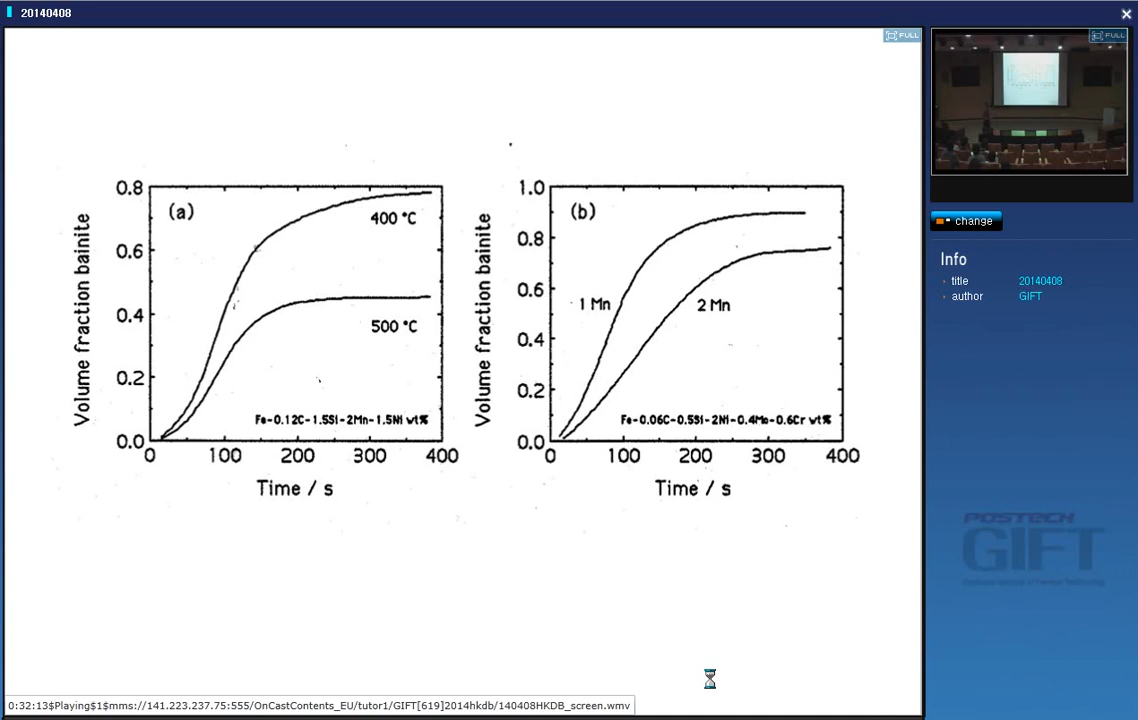 20140408
FULL
FULL
change
Info
title 20140408
author GIFT
POSTECH
GIFT
(a)
Volume fraction bainite
0.8
0.6
0.4
0.2
0.0
400 °C
500 °C
Fe-0.12C-1.5Si-2Mn-1.5Ni wt%
0 100 200 300 400
Time / s
(b)
Volume fraction bainite
1.0
0.8
0.6
0.4
0.2
0.0
1 Mn
2 Mn
Fe-0.06C-0.5Si-2Ni-0.4Mo-0.6Cr wt%
0 100 200 300 400
Time / s
0:32:13$Playing$1$mms://141.223.237.75:555/OnCastContents_EU/tutor1/GIFT[619]2014hkdb/140408HKDB_screen.wmv